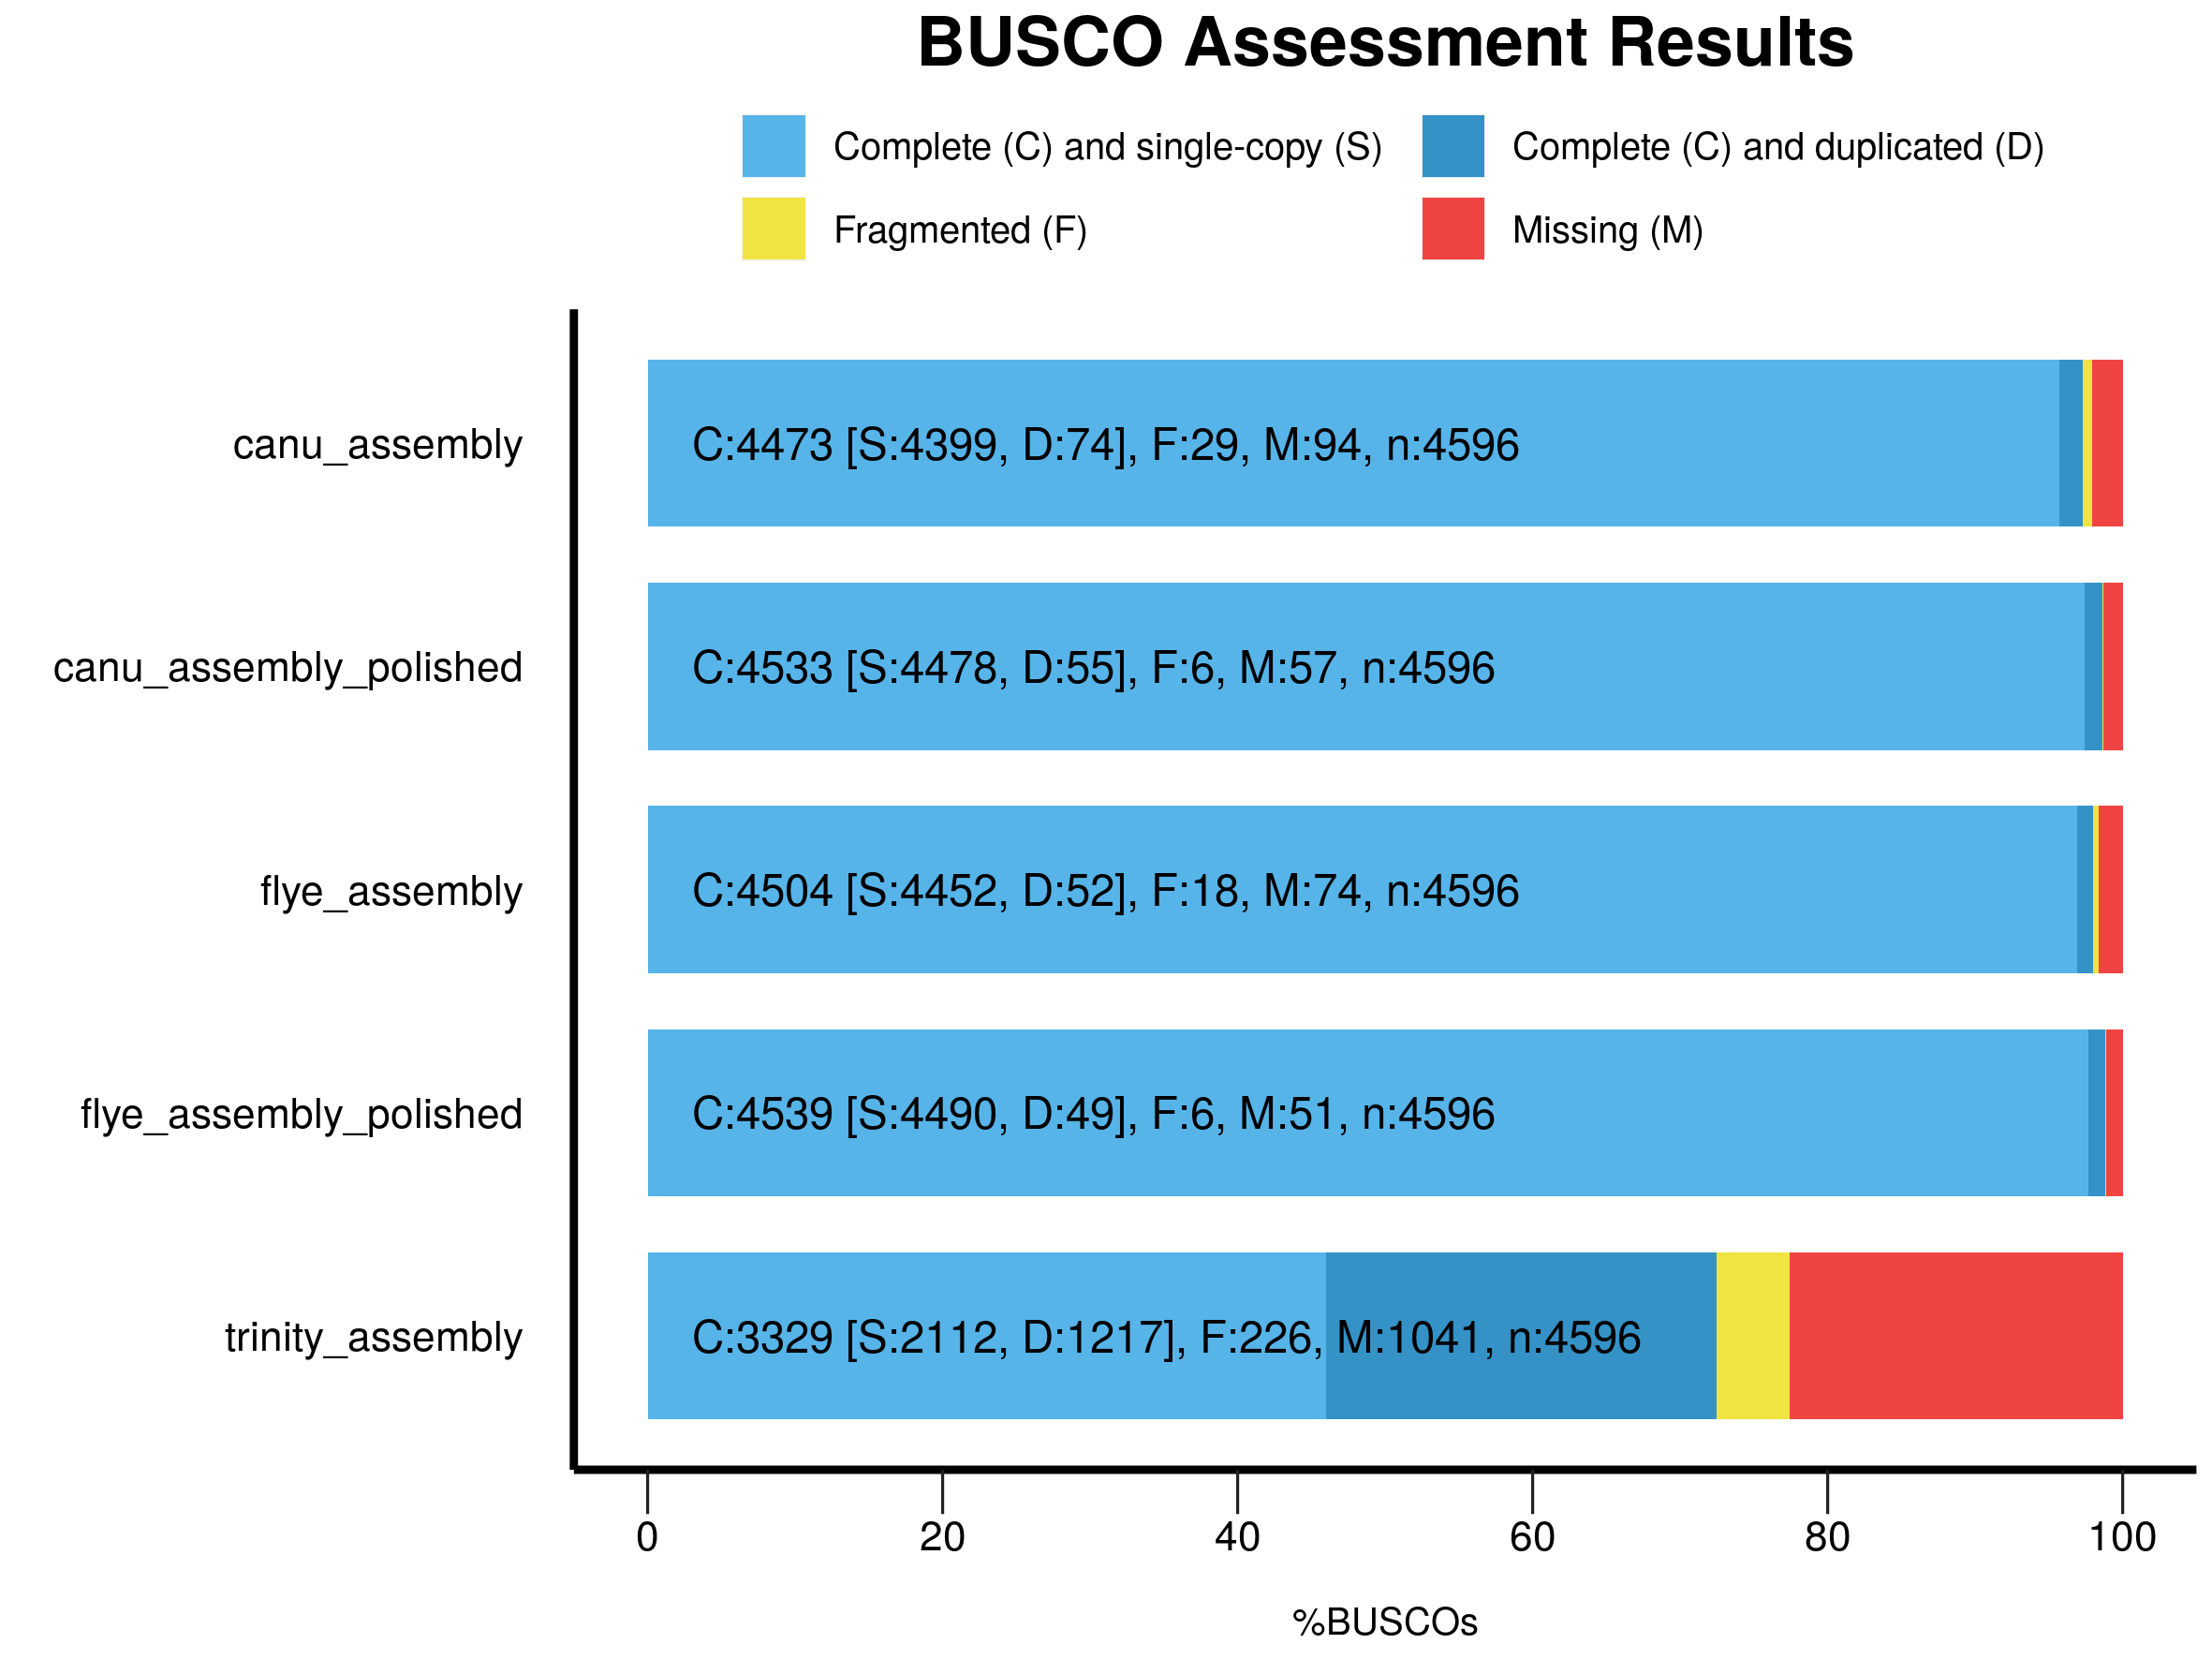 BUSCO Assessment Results
Complete (C) and single-copy (S)
Complete (C) and duplicated (D)
Fragmented (F)
Missing (M)
canu_assembly
C:4473 [S:4399, D:74], F:29, M:94, n:4596
canu_assembly_polished
C:4533 [S:4478, D:55], F:6, M:57, n:4596
flye_assembly
C:4504 [S:4452, D:52], F:18, M:74, n:4596
flye_assembly_polished
C:4539 [S:4490, D:49], F:6, M:51, n:4596
trinity_assembly
C:3329 [S:2112, D:1217], F:226, M:1041, n:4596
0 20 40 60 80 100
%BUSCOs